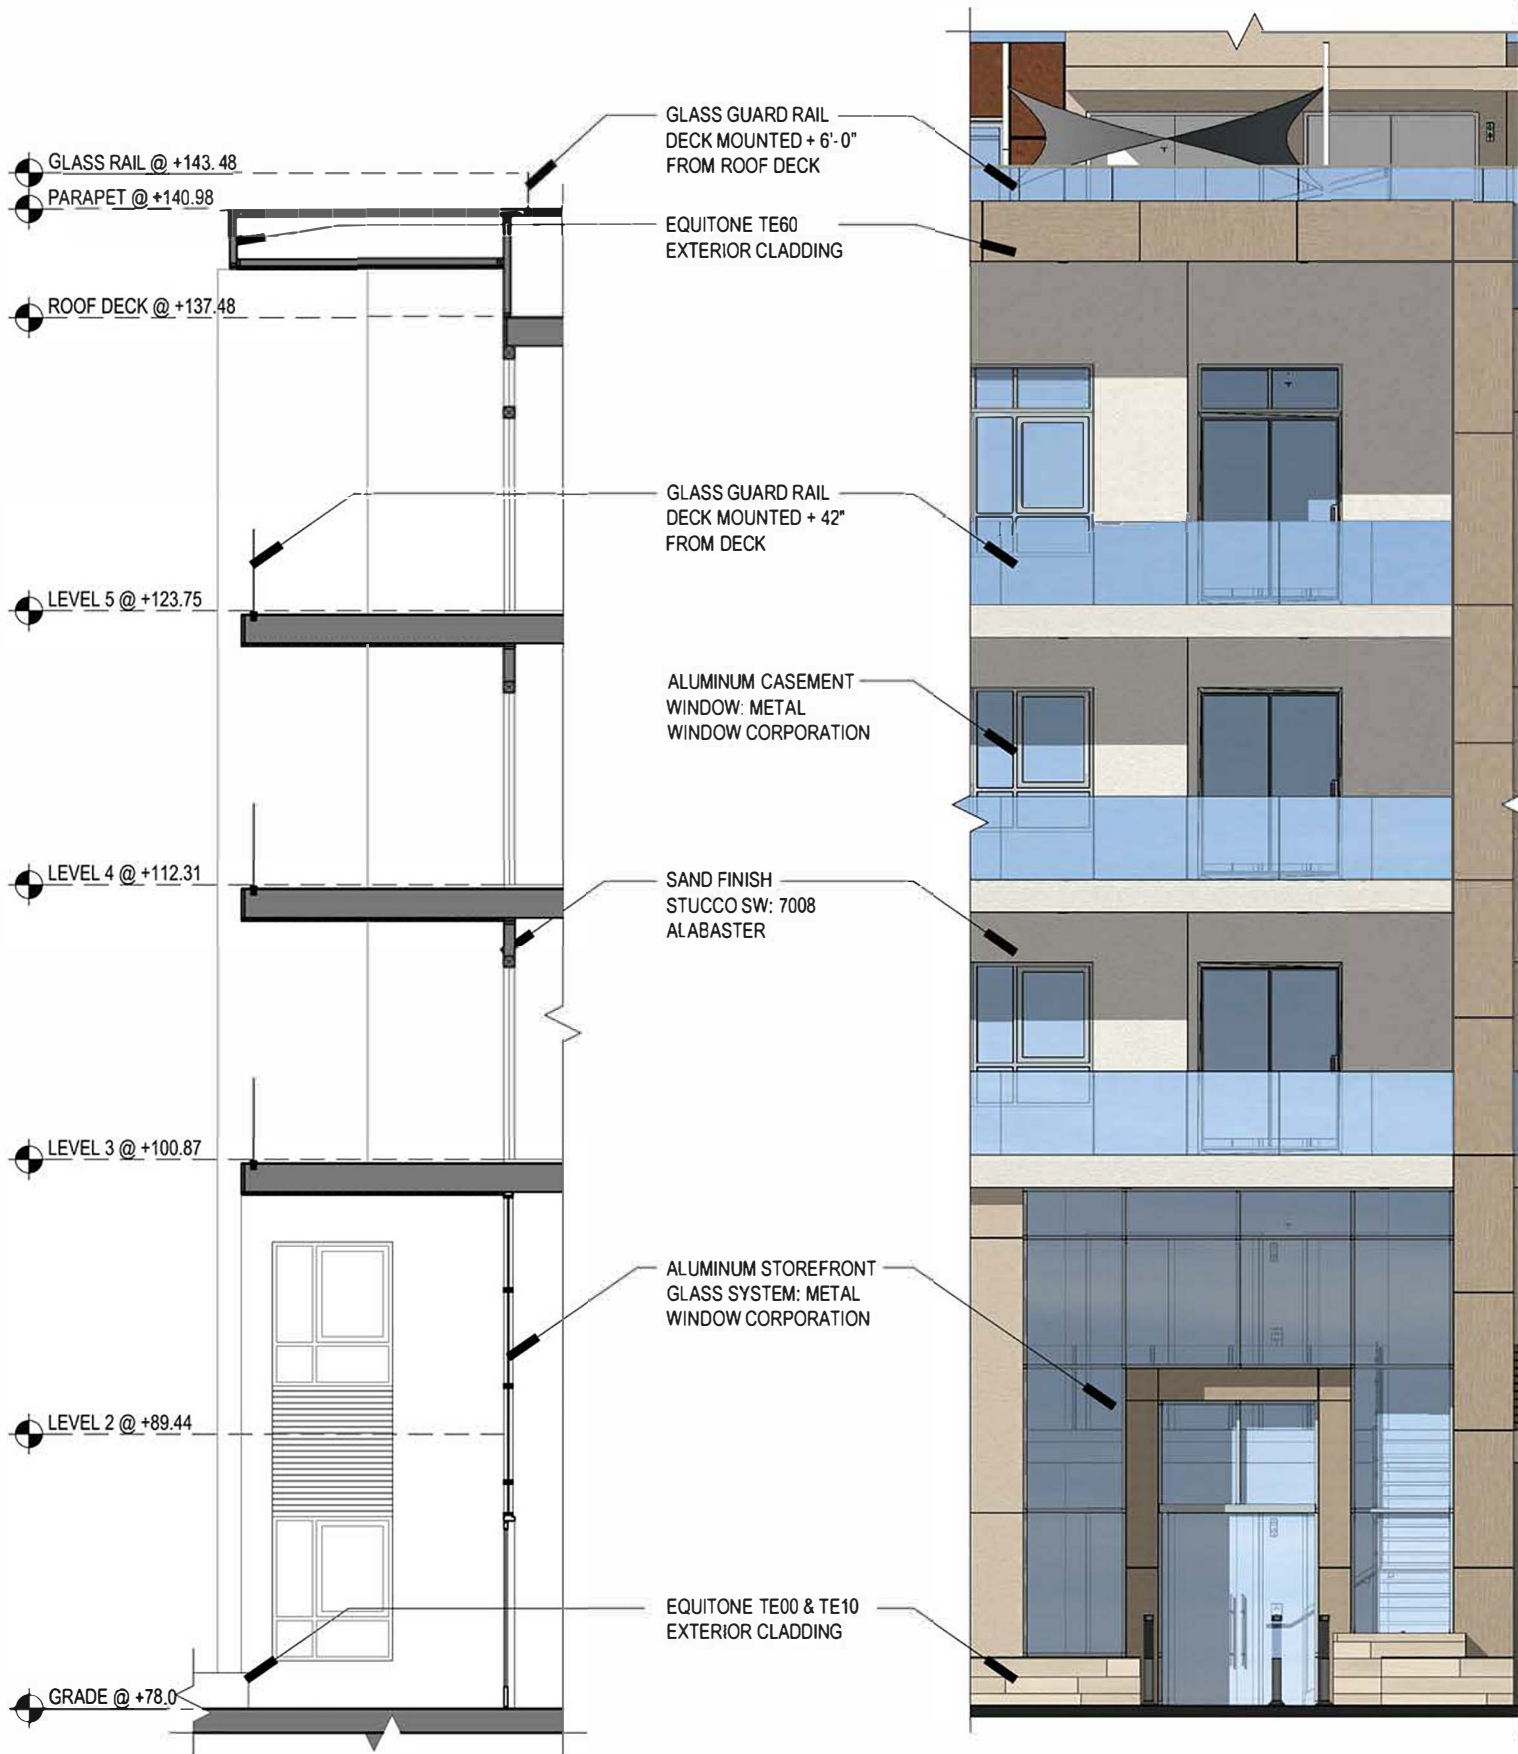 GLASS RAIL @ +143.48
PARAPET @ +140.98
ROOF DECK @ +137.48
LEVEL 5 @ +123.75
LEVEL 4 @ +112.31
LEVEL 3 @ +100.87
LEVEL 2 @ +89.44
GRADE @ +78.0
GLASS GUARD RAIL
DECK MOUNTED + 6'-0"
FROM ROOF DECK
EQUITONE TE60
EXTERIOR CLADDING
GLASS GUARD RAIL
DECK MOUNTED + 42"
FROM DECK
ALUMINUM CASEMENT
WINDOW: METAL
WINDOW CORPORATION
SAND FINISH
STUCCO SW: 7008
ALABASTER
ALUMINUM STOREFRONT
GLASS SYSTEM: METAL
WINDOW CORPORATION
EQUITONE TE00 & TE10
EXTERIOR CLADDING